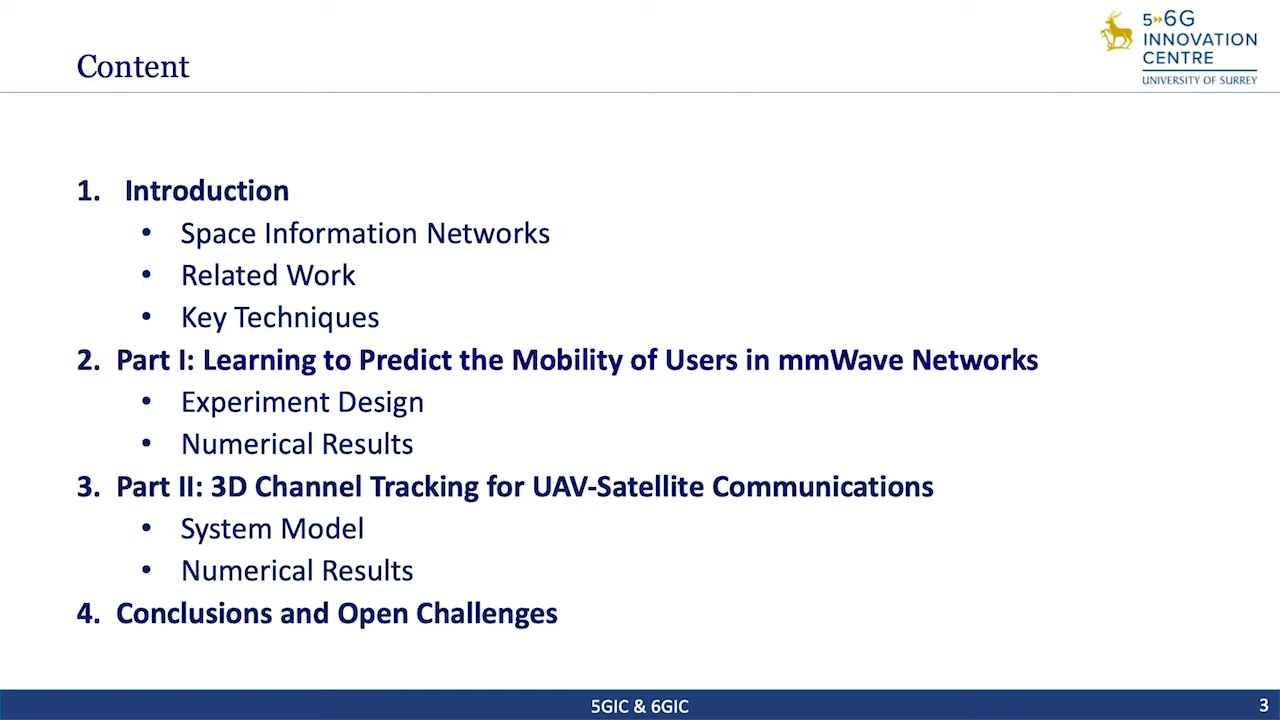 Content
5G
6G
INNOVATION
CENTRE
UNIVERSITY OF SURREY
1. Introduction
• Space Information Networks
• Related Work
• Key Techniques
2. Part I: Learning to Predict the Mobility of Users in mmWave Networks
• Experiment Design
• Numerical Results
3. Part II: 3D Channel Tracking for UAV-Satellite Communications
• System Model
• Numerical Results
4. Conclusions and Open Challenges
5GIC & 6GIC
3